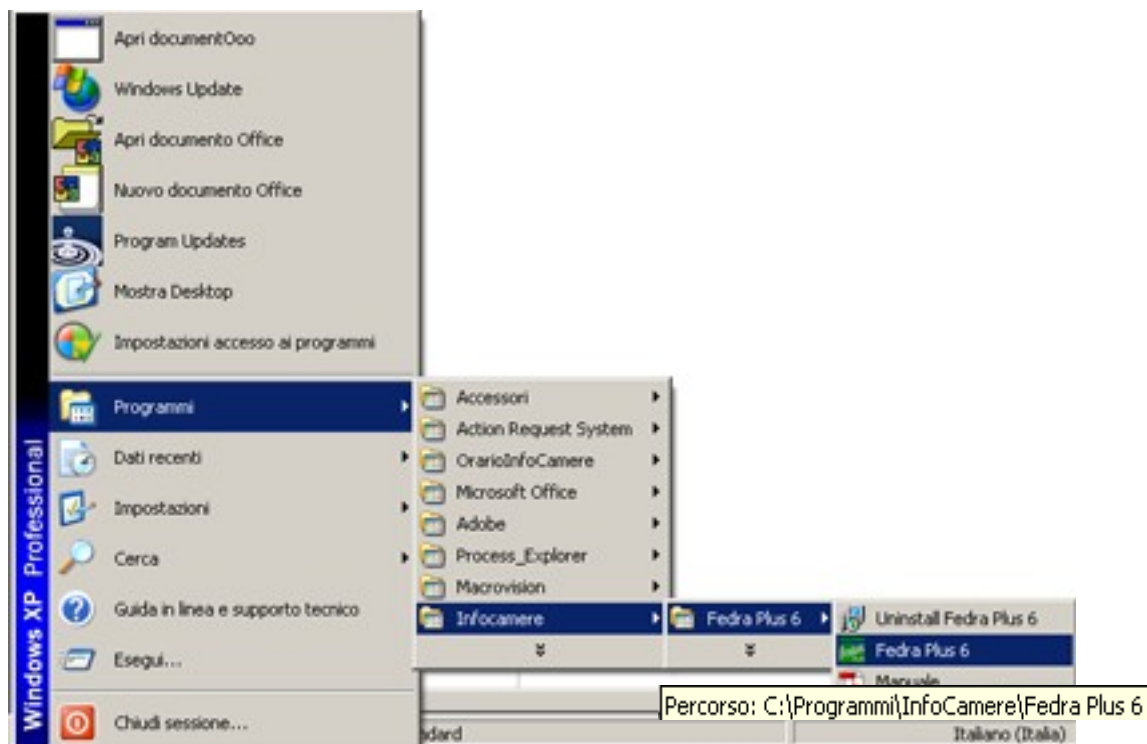 Apri documentOoo
Windows Update
Apri documento Office
Nuovo documento Office
Program Updates
Mostra Desktop
Impostazioni accesso ai programmi
Programmi
Dati recenti
Impostazioni
Cerca
Guida in linea e supporto tecnico
Esegui...
Chiudi sessione...
Windows XP Professional
Accessori
Action Request System
OrarioInfoCamere
Microsoft Office
Adobe
Process_Explorer
Macrovision
Infocamere
Fedra Plus 6
Uninstall Fedra Plus 6
Fedra Plus 6
Manuale
Percorso: C:\Programmi\InfoCamere\Fedra Plus 6
dard
Italiano (Italia)